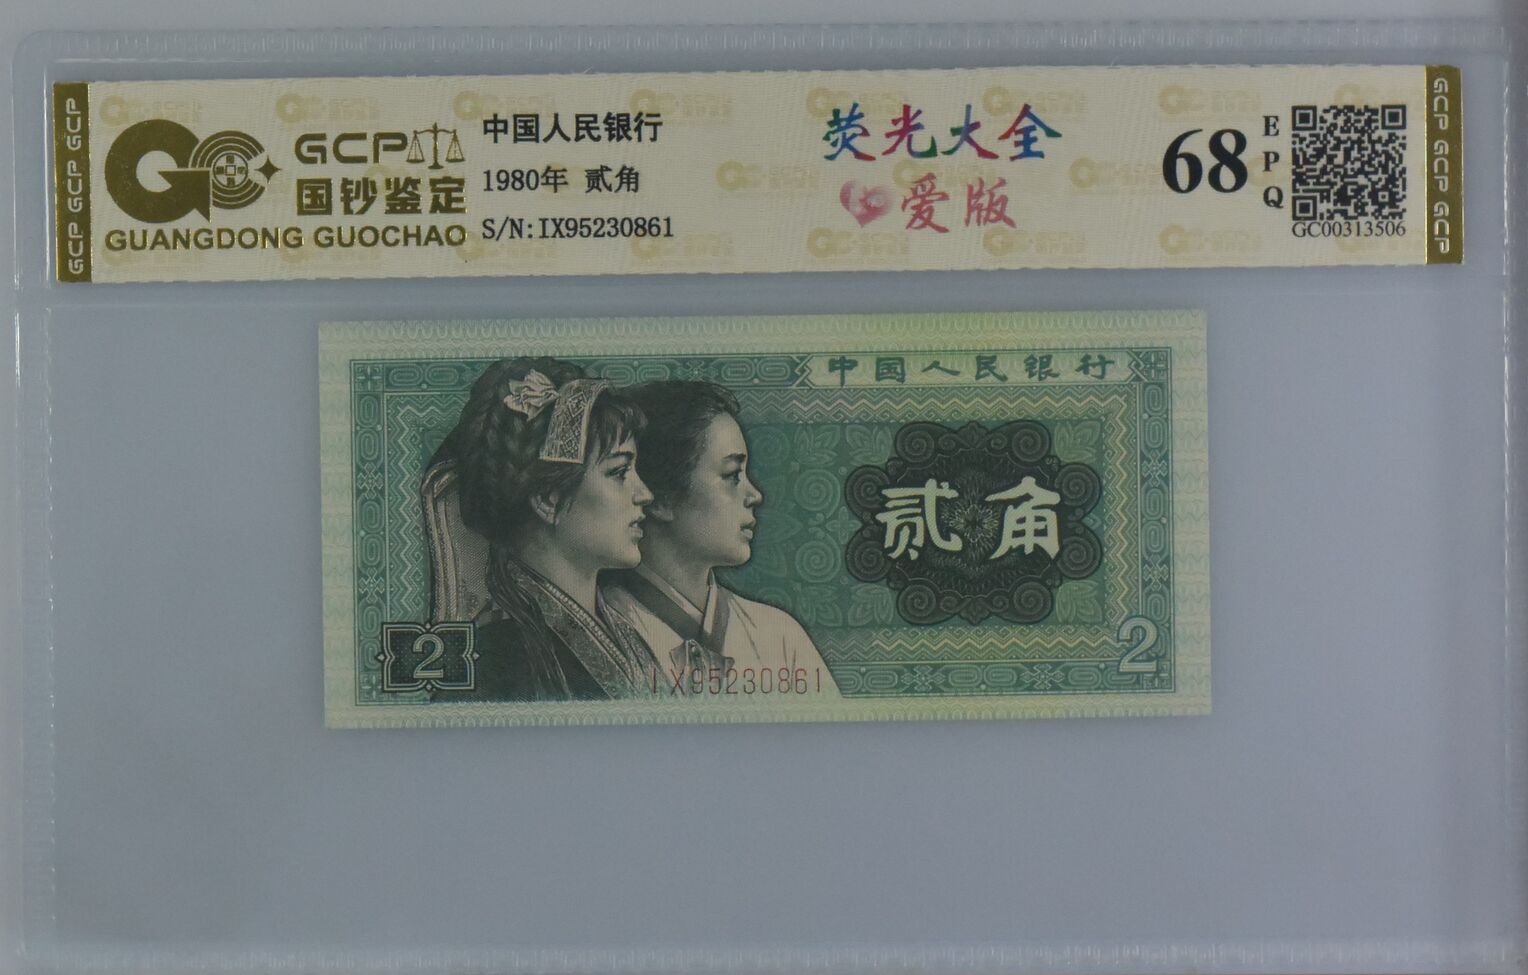 GCP GCP GCP
GCP
国钞鉴定
GUANGDONG GUOCHAO
中国人民银行
1980年 贰角
S/N:IX95230861
荧光大全
爱版
68
EPQ
GC00313506
GCP GCP GCP
中国人民银行
贰角
2
2
IX95230861